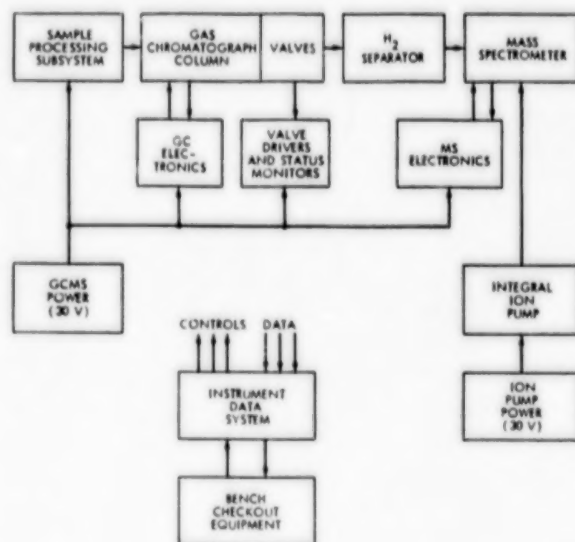 SAMPLE
PROCESSING
SUBSYSTEM
GAS
CHROMATOGRAPH
COLUMN
VALVES
H2
SEPARATOR
MASS
SPECTROMETER
GC
ELEC-
TRONICS
VALVE
DRIVERS
AND STATUS
MONITORS
MS
ELECTRONICS
GCMS
POWER
(30 V)
INTEGRAL
ION
PUMP
CONTROLS DATA
INSTRUMENT
DATA
SYSTEM
ION
PUMP
POWER
(30 V)
BENCH
CHECKOUT
EQUIPMENT